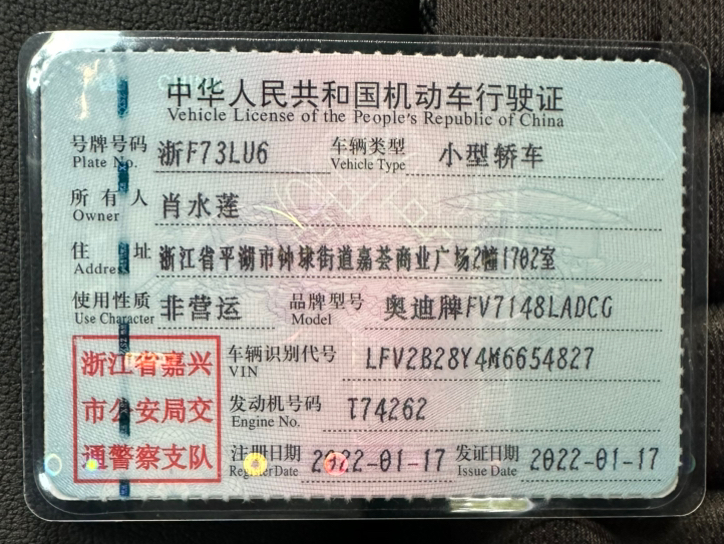 中华人民共和国机动车行驶证
Vehicle License of the People's Republic of China
号牌号码 浙F73LU6 车辆类型 小型轿车
Plate No. Vehicle Type
所有人 肖水莲
Owner
住址 浙江省平湖市钟埭街道嘉荟商业广场2幢1702室
Address
使用性质 非营运 品牌型号 奥迪牌FV7148LADCG
Use Character Model
浙江省嘉兴
市公安局交
通警察支队
车辆识别代号 LFV2B28Y4M6654827
VIN
发动机号码 T74262
Engine No.
注册日期 2022-01-17 发证日期 2022-01-17
Register Date Issue Date